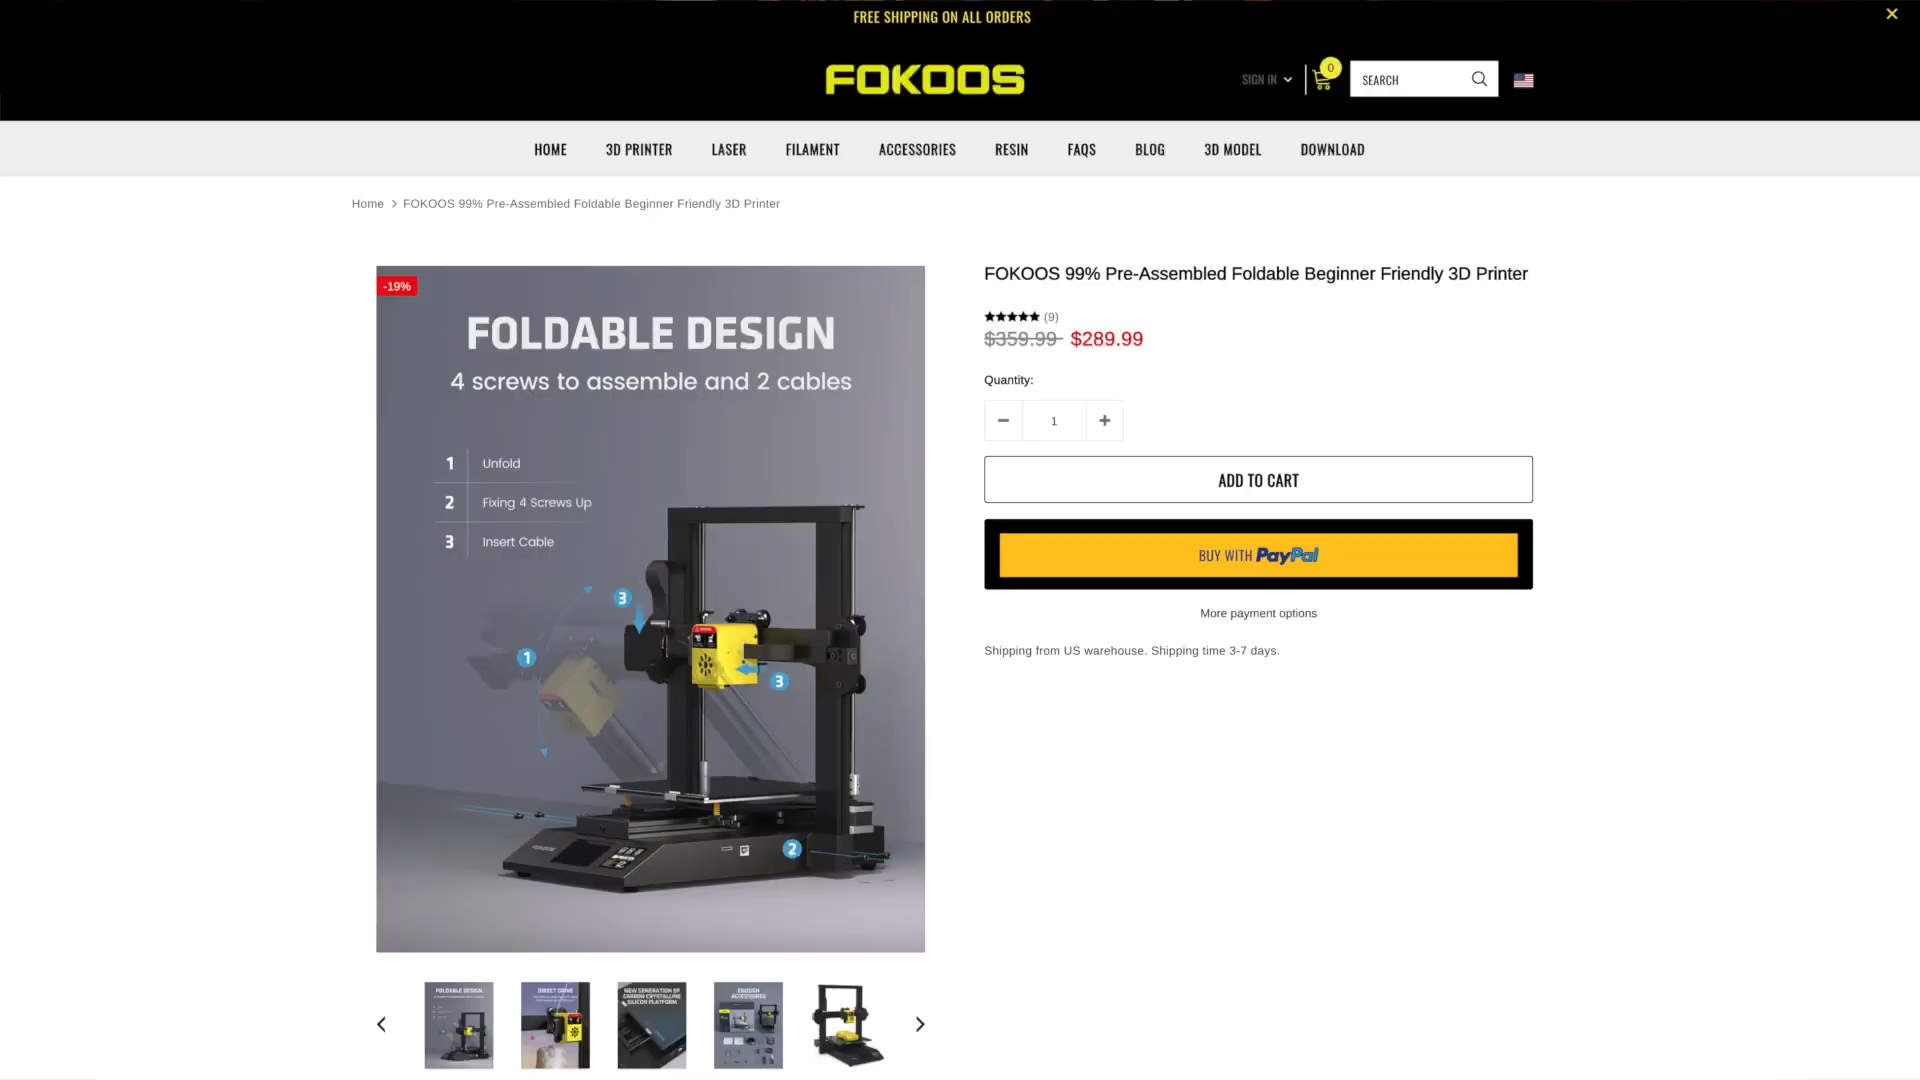 FREE SHIPPING ON ALL ORDERS
FOKOOS
SIGN IN
0
SEARCH
HOME
3D PRINTER
LASER
FILAMENT
ACCESSORIES
RESIN
FAQS
BLOG
3D MODEL
DOWNLOAD
Home > FOKOOS 99% Pre-Assembled Foldable Beginner Friendly 3D Printer
-19%
FOLDABLE DESIGN
4 screws to assemble and 2 cables
1 Unfold
2 Fixing 4 Screws Up
3 Insert Cable
3
1
3
2
FOKOOS
FOKOOS 99% Pre-Assembled Foldable Beginner Friendly 3D Printer
★★★★★ (9)
$359.99 $289.99
Quantity:
− 1 +
ADD TO CART
BUY WITH PayPal
More payment options
Shipping from US warehouse. Shipping time 3-7 days.
FOLDABLE DESIGN
DIRECT DRIVE
NEW GENERATION OF
CARBON CRYSTALLINE
SILICON PLATFORM
ENOUGH
ACCESSORIES